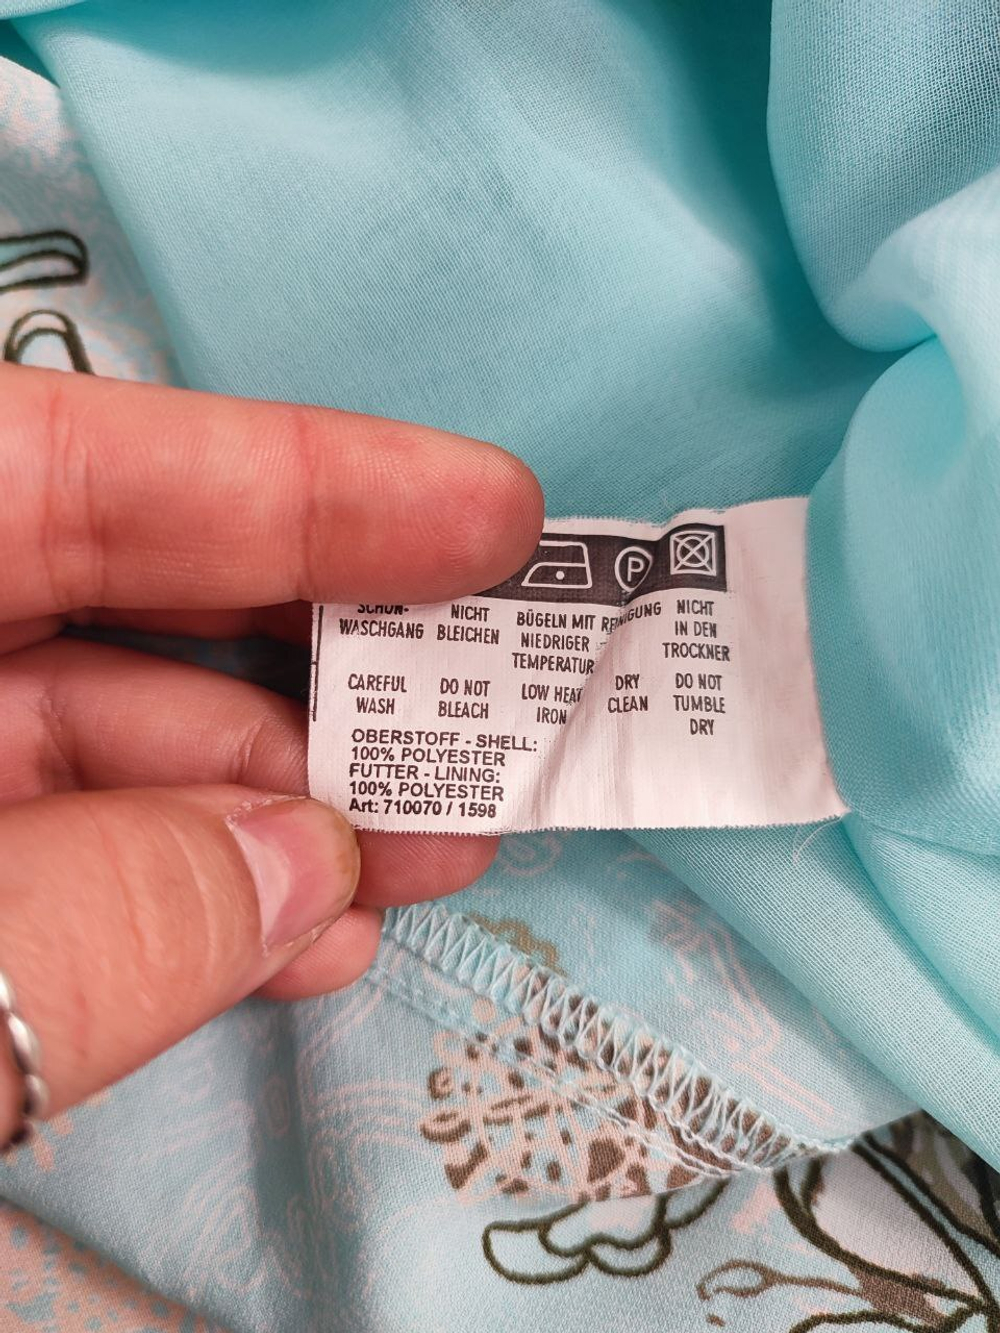 P
SCHON- NICHT BÜGELN MIT REINIGUNG NICHT
WASCHGANG BLEICHEN NIEDRIGER IN DEN
TEMPERATUR TROCKNER
CAREFUL DO NOT LOW HEAT DRY DO NOT
WASH BLEACH IRON CLEAN TUMBLE
DRY
OBERSTOFF - SHELL:
100% POLYESTER
FUTTER - LINING:
100% POLYESTER
Art: 710070 / 1598